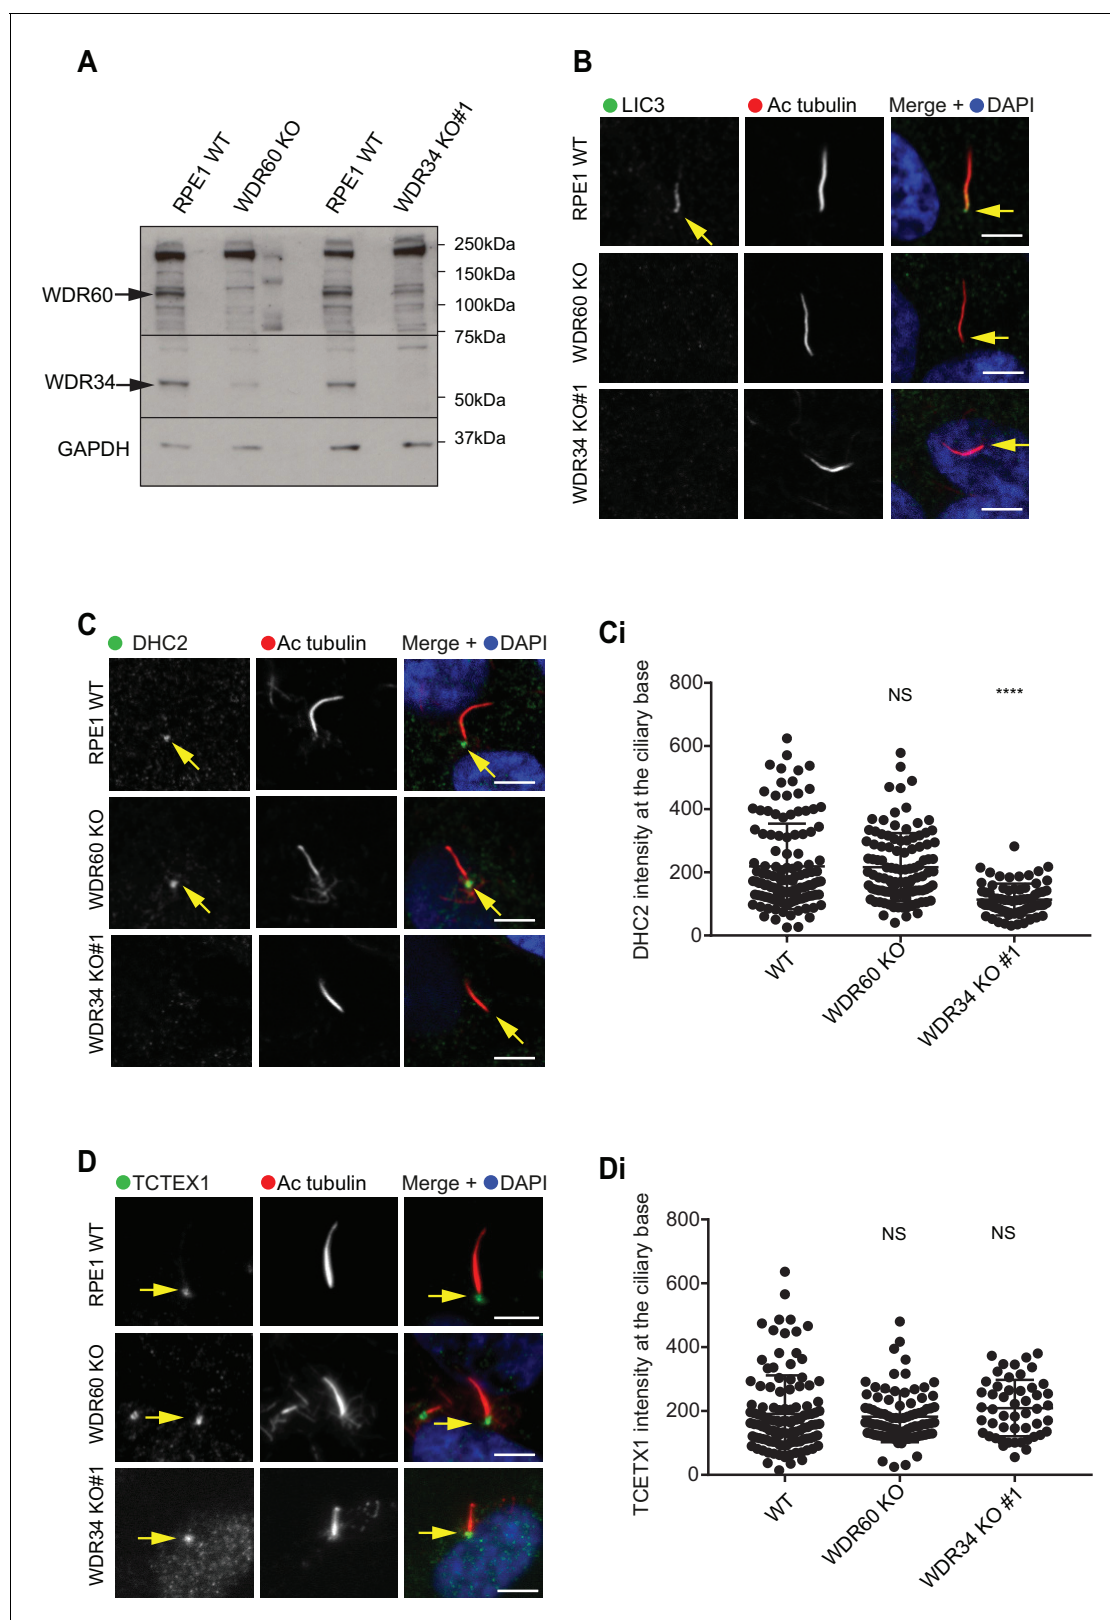 A
RPE1 WT
WDR60 KO
RPE1 WT
WDR34 KO#1
250kDa
150kDa
WDR60
100kDa
75kDa
WDR34
50kDa
37kDa
GAPDH
B
LIC3
Ac tubulin
Merge + DAPI
RPE1 WT
WDR60 KO
WDR34 KO#1
C
DHC2
Ac tubulin
Merge + DAPI
RPE1 WT
WDR60 KO
WDR34 KO#1
Ci
DHC2 intensity at the ciliary base
800
600
400
200
0
NS
****
WT
WDR60 KO
WDR34 KO #1
D
TCTEX1
Ac tubulin
Merge + DAPI
RPE1 WT
WDR60 KO
WDR34 KO#1
Di
TCETX1 intensity at the ciliary base
800
600
400
200
0
NS
NS
WT
WDR60 KO
WDR34 KO #1